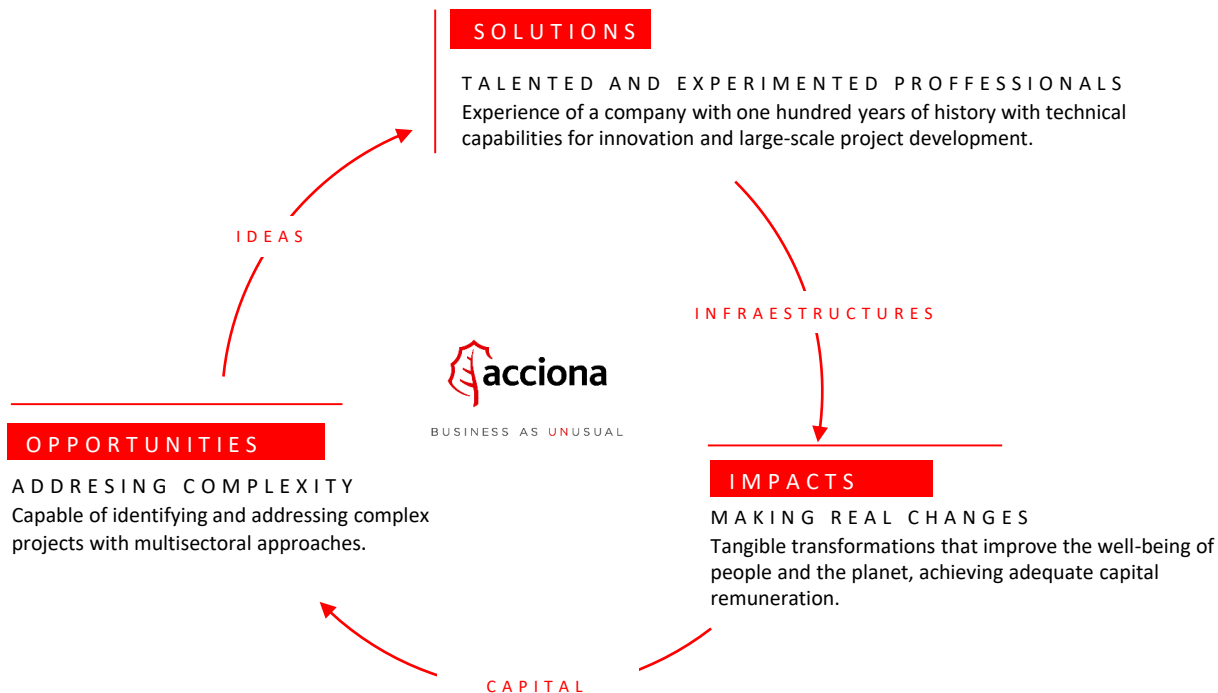 SOLUTIONS
TALENTED AND EXPERIMENTED PROFFESSIONALS
Experience of a company with one hundred years of history with technical
capabilities for innovation and large-scale project development.
IDEAS
INFRAESTRUCTURES
acciona
BUSINESS AS UNUSUAL
OPPORTUNITIES
ADDRESING COMPLEXITY
Capable of identifying and addressing complex
projects with multisectoral approaches.
IMPACTS
MAKING REAL CHANGES
Tangible transformations that improve the well-being of
people and the planet, achieving adequate capital
remuneration.
CAPITAL